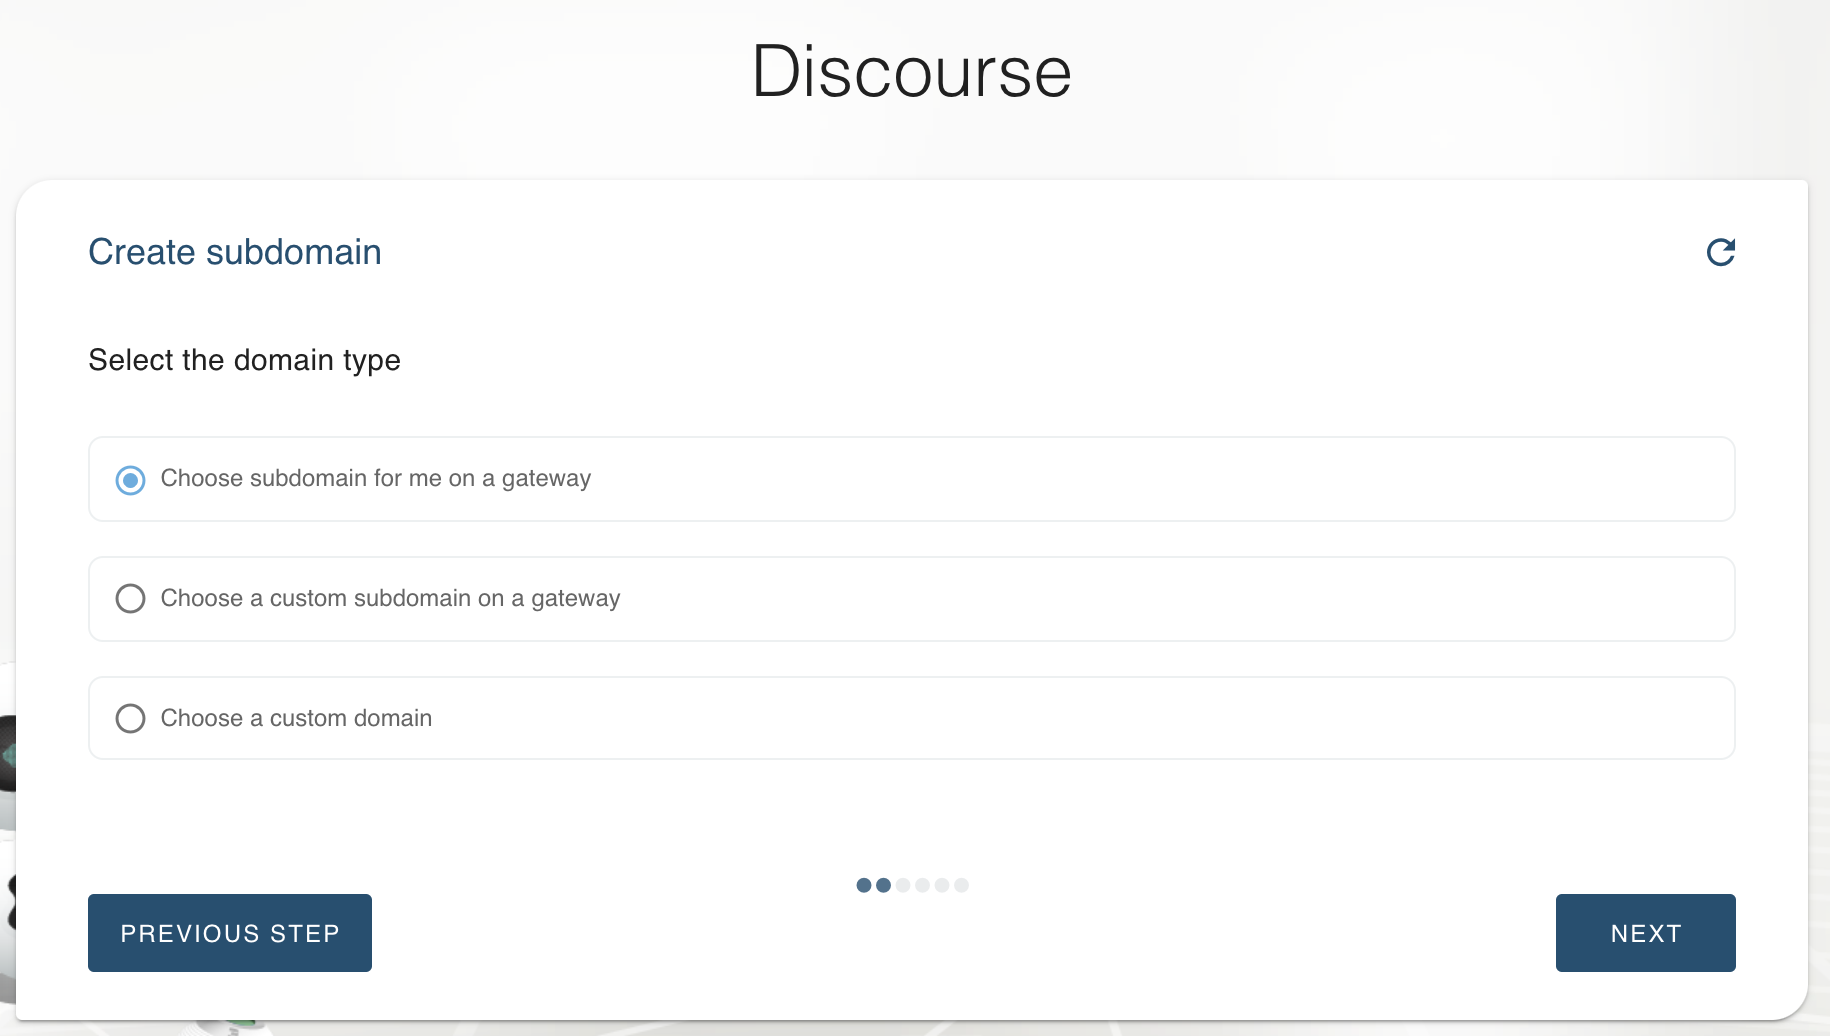 Discourse
Create subdomain
Select the domain type
Choose subdomain for me on a gateway
Choose a custom subdomain on a gateway
Choose a custom domain
PREVIOUS STEP
NEXT